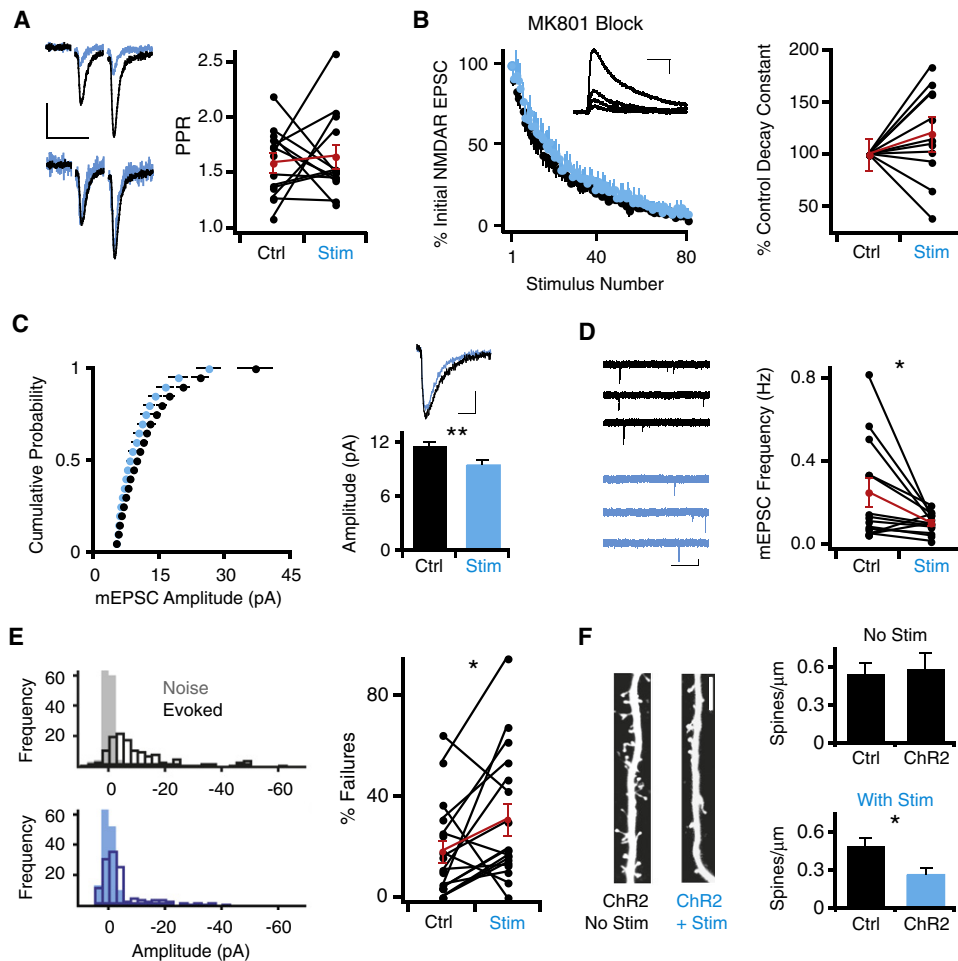 A
2.5
2.0
1.5
1.0
PPR
Ctrl
Stim
B
MK801 Block
100
50
0
% Initial NMDAR EPSC
1
40
80
Stimulus Number
200
150
100
50
% Control Decay Constant
Ctrl
Stim
C
1
0.5
0
Cumulative Probability
0
15
30
45
mEPSC Amplitude (pA)
**
12
6
0
Amplitude (pA)
Ctrl
Stim
D
*
0.8
0.4
0.0
mEPSC Frequency (Hz)
Ctrl
Stim
E
60
40
20
Frequency
Noise
Evoked
0
-20
-40
-60
60
40
20
Frequency
0
-20
-40
-60
Amplitude (pA)
*
80
40
0
% Failures
Ctrl
Stim
F
ChR2
No Stim
ChR2
+ Stim
No Stim
0.6
0.3
0
Spines/μm
Ctrl
ChR2
With Stim
*
0.6
0.3
0
Spines/μm
Ctrl
ChR2